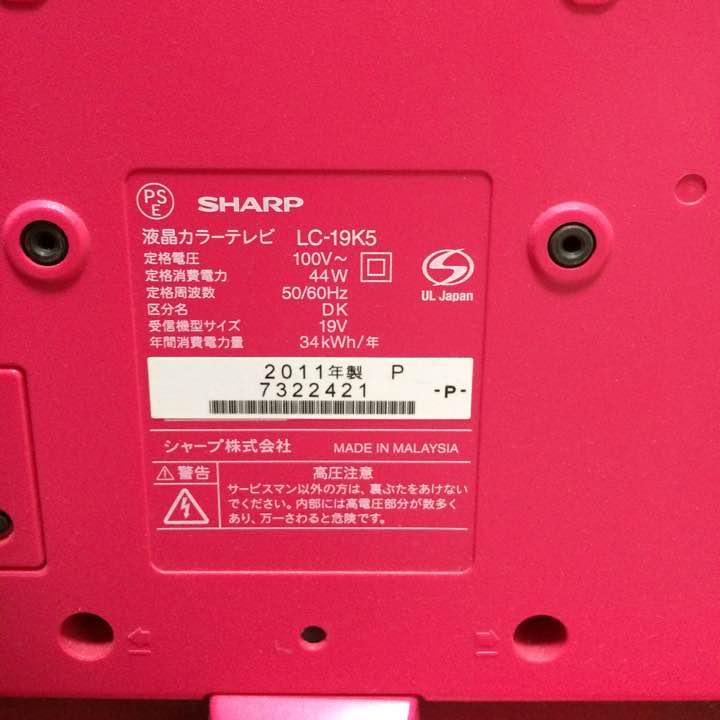 PS
E
SHARP
液晶カラーテレビ LC-19K5
定格電圧 100V～
定格消費電力 44W
定格周波数 50/60Hz
区分名 DK
受信機型サイズ 19V
年間消費電力量 34kWh/年
UL Japan
2011年製 P
7322421 -P-
シャープ株式会社 MADE IN MALAYSIA
警告 高圧注意
サービスマン以外の方は、裏ぶたをあけない
でください。内部には高電圧部分が数多く
あり、万一さわると危険です。